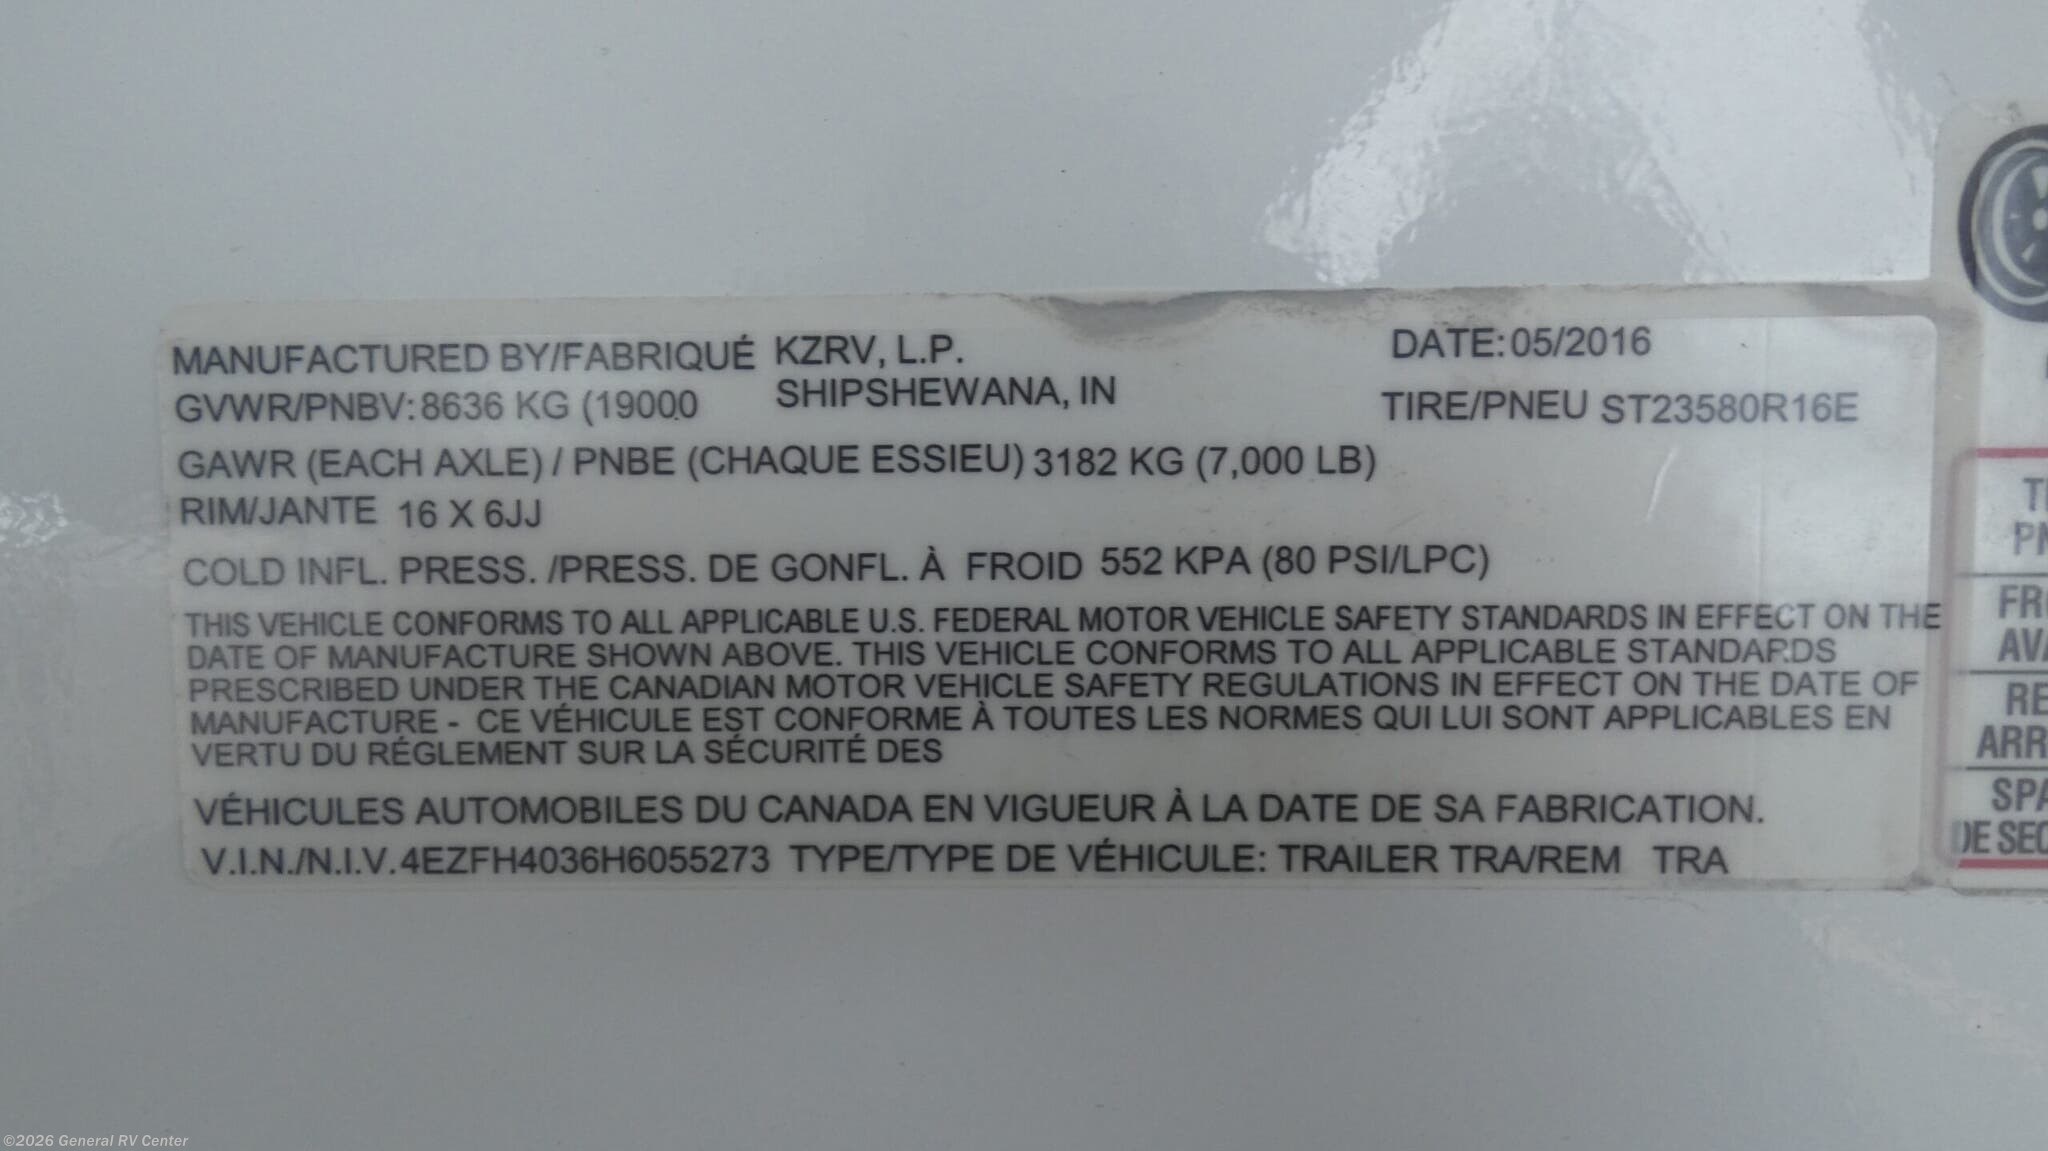 MANUFACTURED BY/FABRIQUÉ KZRV, L.P. DATE: 05/2016
SHIPSHEWANA, IN
GVWR/PNBV: 8636 KG (19000 TIRE/PNEU ST23580R16E
GAWR (EACH AXLE) / PNBE (CHAQUE ESSIEU) 3182 KG (7,000 LB)
RIM/JANTE 16 X 6JJ
COLD INFL. PRESS. /PRESS. DE GONFL. À FROID 552 KPA (80 PSI/LPC)
THIS VEHICLE CONFORMS TO ALL APPLICABLE U.S. FEDERAL MOTOR VEHICLE SAFETY STANDARDS IN EFFECT ON THE
DATE OF MANUFACTURE SHOWN ABOVE. THIS VEHICLE CONFORMS TO ALL APPLICABLE STANDARDS
PRESCRIBED UNDER THE CANADIAN MOTOR VEHICLE SAFETY REGULATIONS IN EFFECT ON THE DATE OF
MANUFACTURE - CE VÉHICULE EST CONFORME À TOUTES LES NORMES QUI LUI SONT APPLICABLES EN
VERTU DU RÉGLEMENT SUR LA SÉCURITÉ DES
VÉHICULES AUTOMOBILES DU CANADA EN VIGUEUR À LA DATE DE SA FABRICATION.
V.I.N./N.I.V. 4EZFH4036H6055273 TYPE/TYPE DE VÉHICULE: TRAILER TRA/REM TRA
DE
©2026 General RV Center